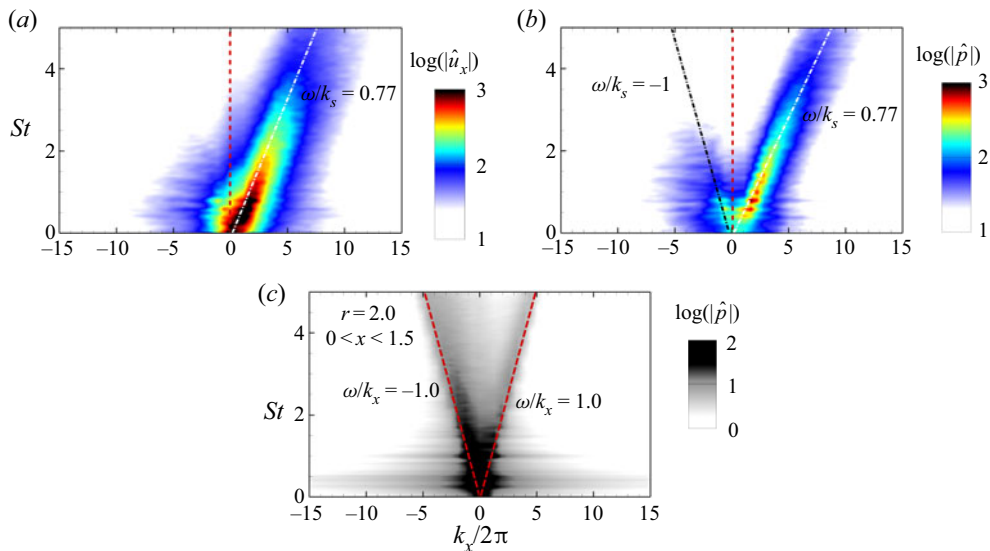 (a)
(b)
log(|û_x|)
log(|p̂|)
St
4
2
0
ω/k_s = 0.77
3
2
1
–15 –10 –5 0 5 10 15
4
2
0
ω/k_s = –1
ω/k_s = 0.77
3
2
1
–15 –10 –5 0 5 10 15
(c)
log(|p̂|)
St
4
2
0
r = 2.0
0 < x < 1.5
ω/k_x = –1.0
ω/k_x = 1.0
2
1
0
–15 –10 –5 0 5 10 15
k_x/2π